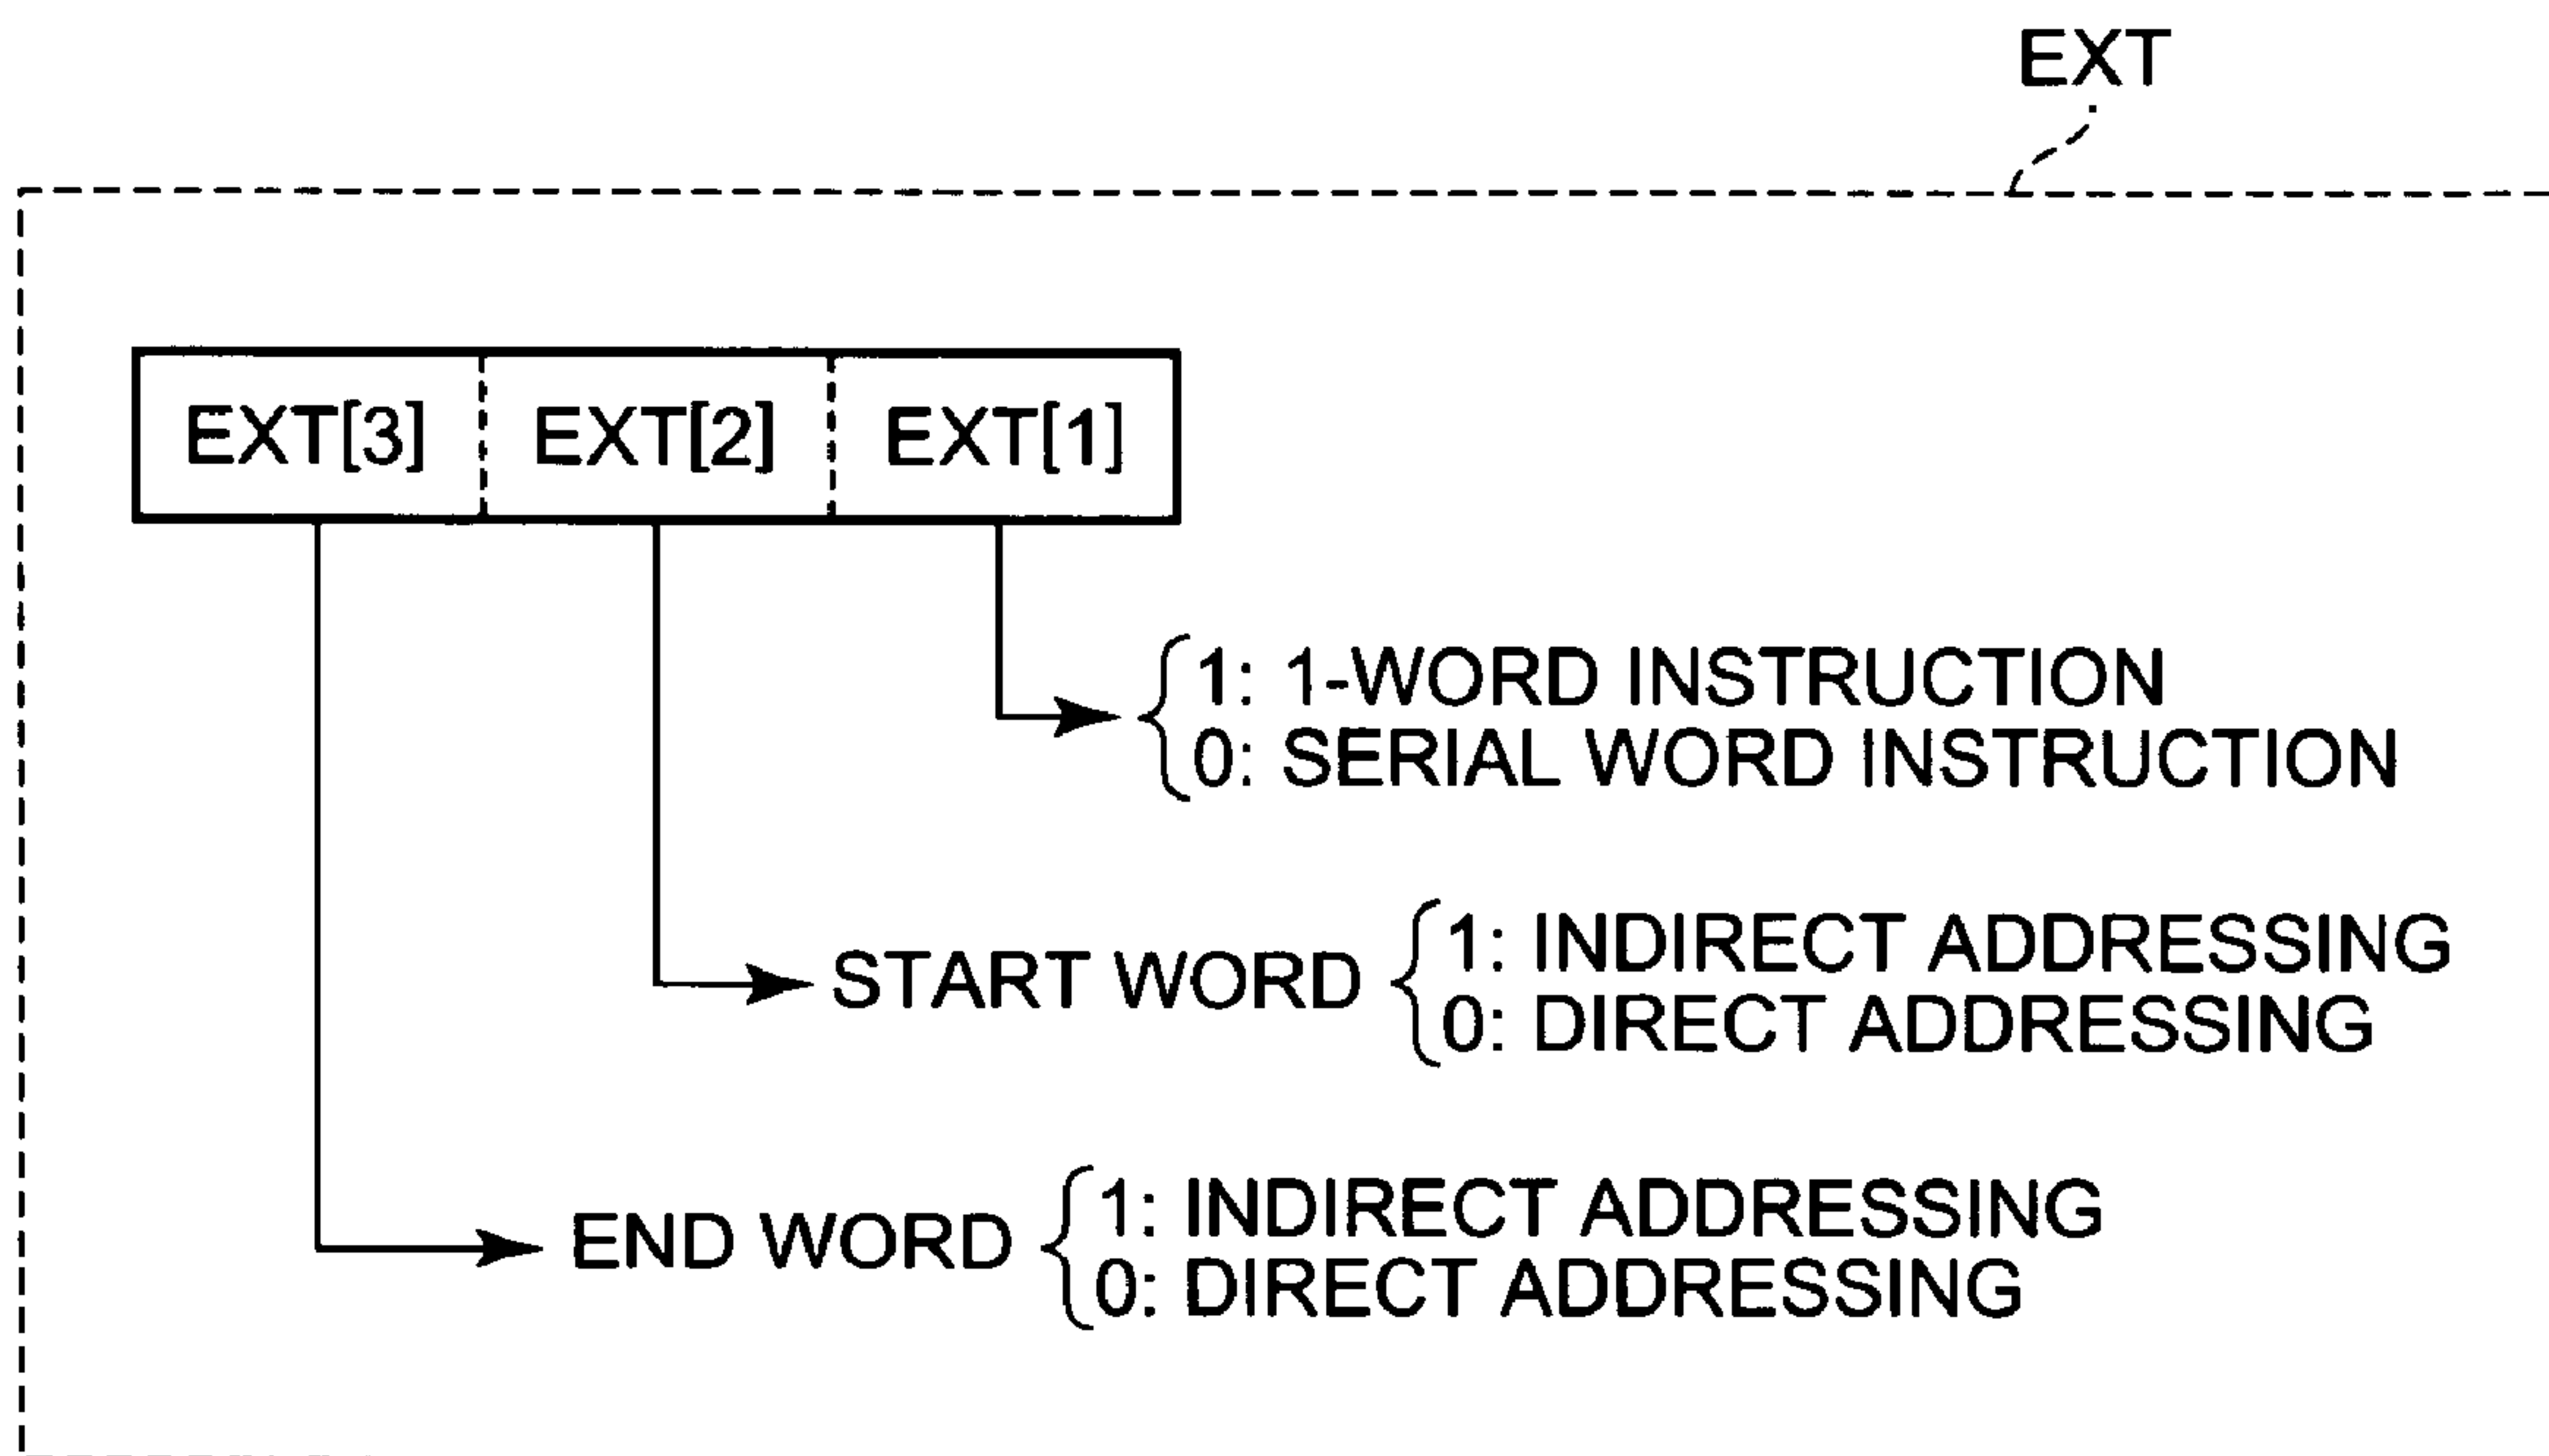 EXT
EXT[3] EXT[2] EXT[1]
1: 1-WORD INSTRUCTION
0: SERIAL WORD INSTRUCTION
START WORD
1: INDIRECT ADDRESSING
0: DIRECT ADDRESSING
END WORD
1: INDIRECT ADDRESSING
0: DIRECT ADDRESSING